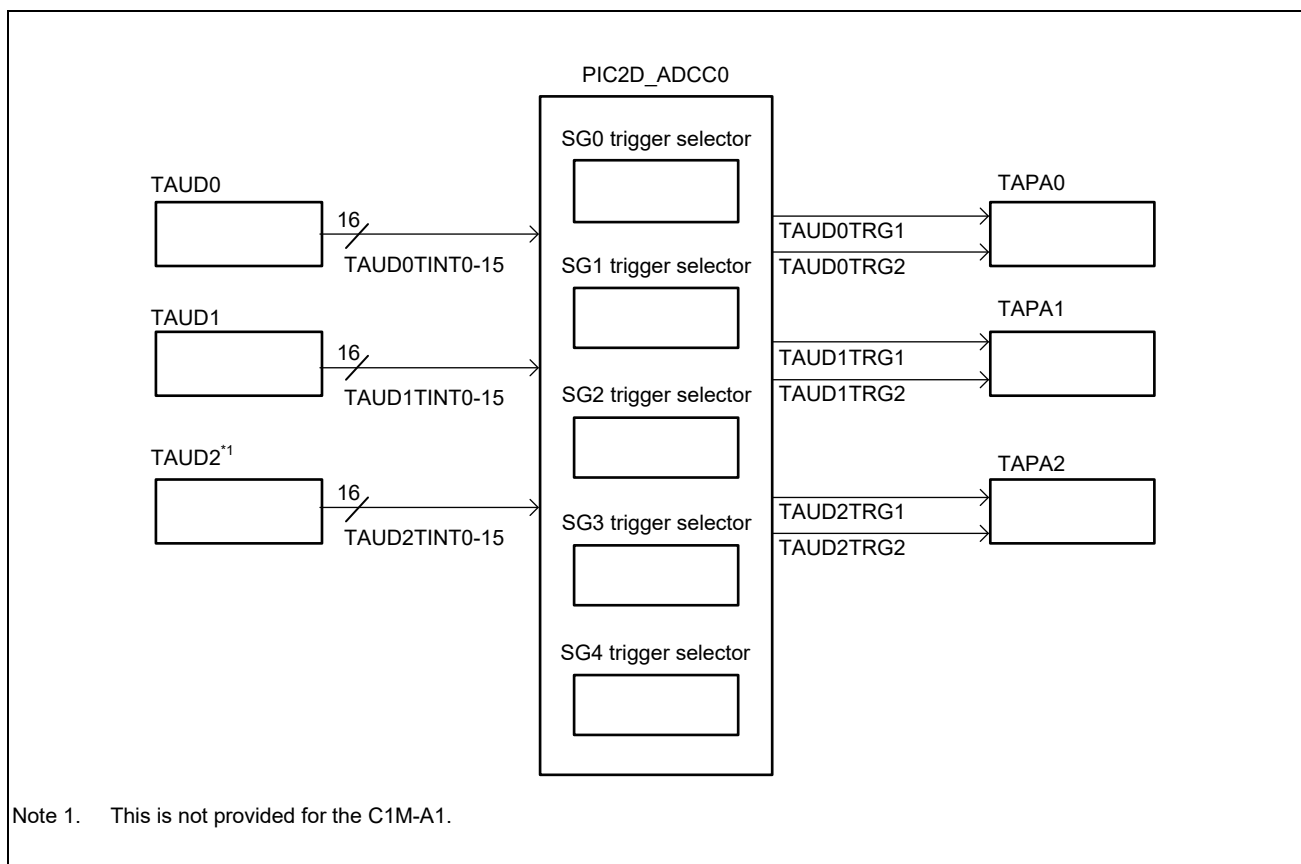 PIC2D_ADCC0
SG0 trigger selector
TAUD0
16
TAUD0TINT0-15
TAUD0TRG1
TAUD0TRG2
TAPA0
SG1 trigger selector
TAUD1
16
TAUD1TINT0-15
TAUD1TRG1
TAUD1TRG2
TAPA1
SG2 trigger selector
TAUD2*1
16
TAUD2TINT0-15
TAUD2TRG1
TAUD2TRG2
TAPA2
SG3 trigger selector
SG4 trigger selector
Note 1. This is not provided for the C1M-A1.